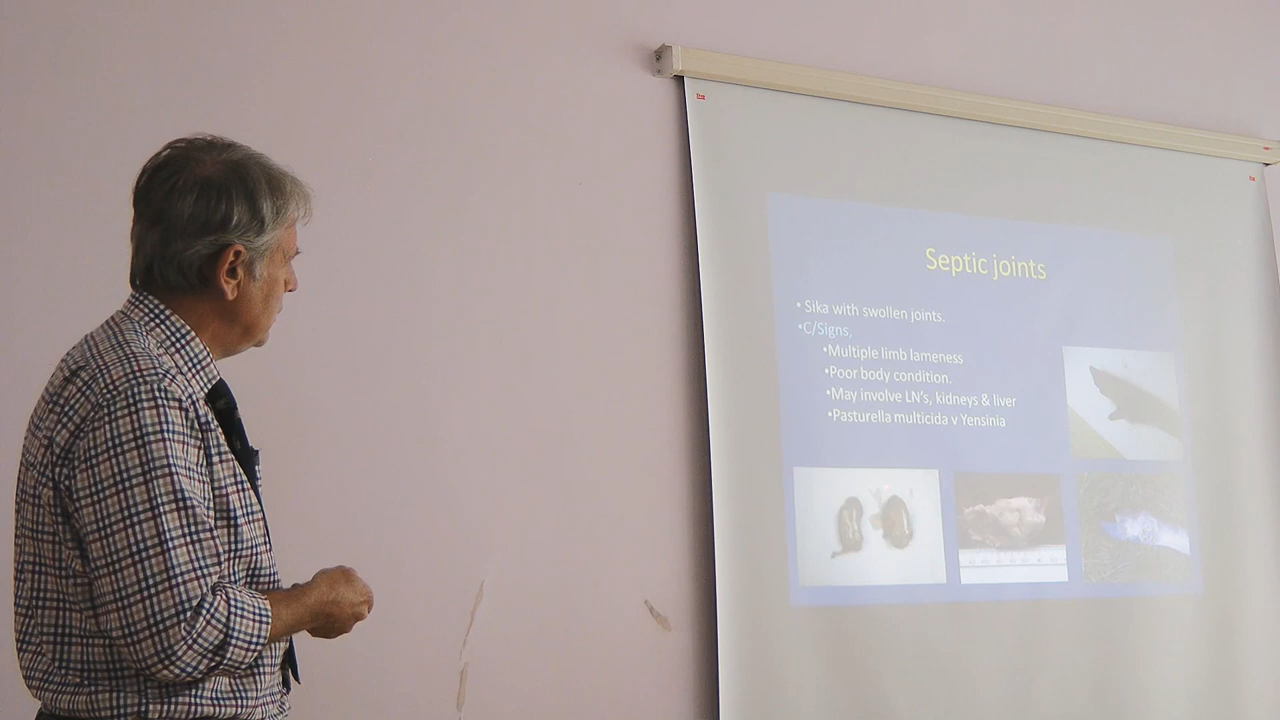 Septic joints
• Sika with swollen joints.
•C/Signs,
•Multiple limb lameness
•Poor body condition.
•May involve LN's, kidneys & liver
•Pasturella multicida v Yensinia